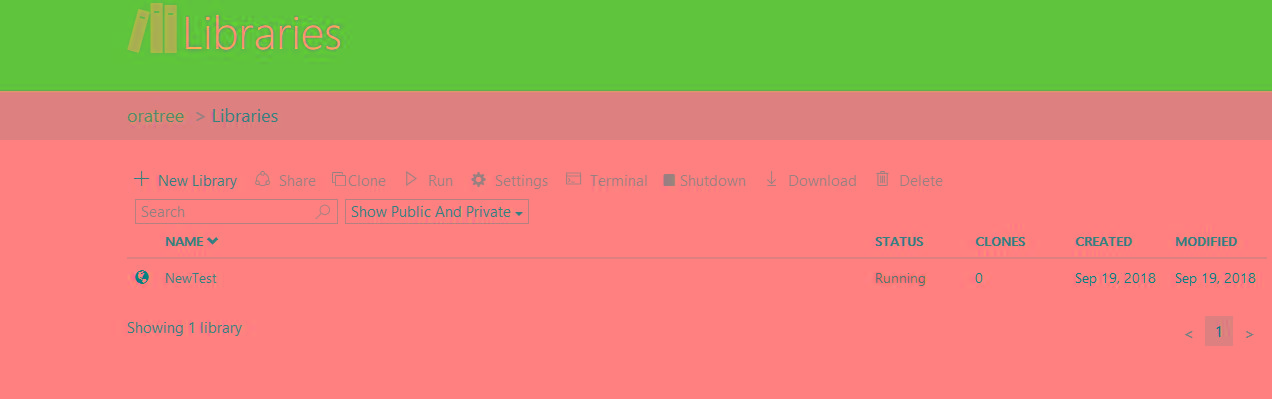 Libraries
oratree > Libraries
New Library Share Clone Run Settings Terminal Shutdown Download Delete
Search Show Public And Private
NAME STATUS CLONES CREATED MODIFIED
NewTest Running 0 Sep 19, 2018 Sep 19, 2018
Showing 1 library
< 1 >